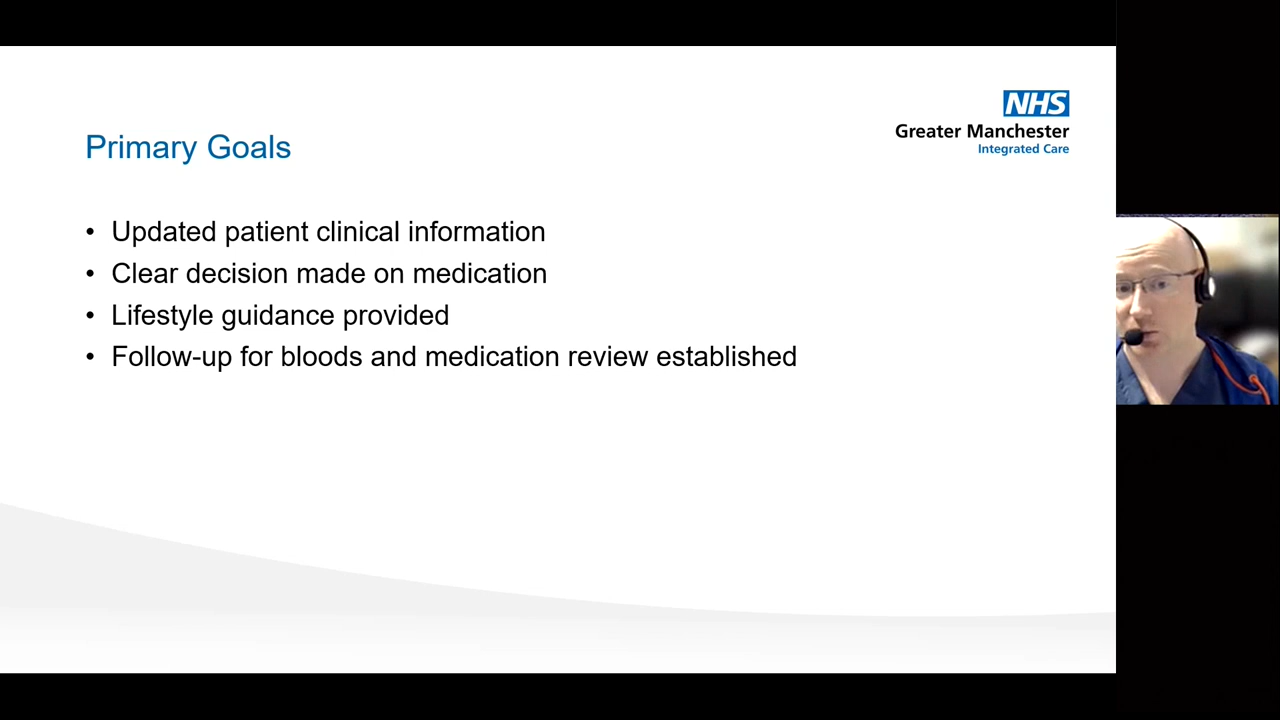 NHS
Greater Manchester
Integrated Care
Primary Goals
• Updated patient clinical information
• Clear decision made on medication
• Lifestyle guidance provided
• Follow-up for bloods and medication review established